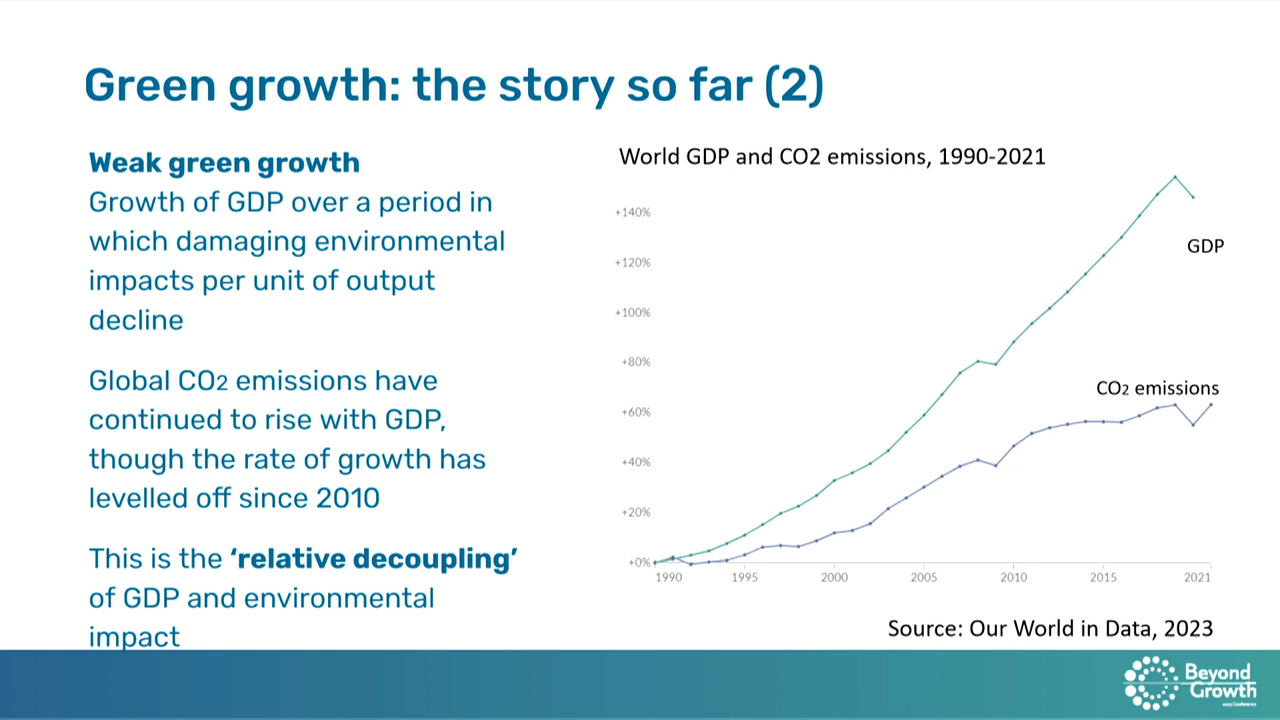 Green growth: the story so far (2)
Weak green growth
Growth of GDP over a period in
which damaging environmental
impacts per unit of output
decline
Global CO2 emissions have
continued to rise with GDP,
though the rate of growth has
levelled off since 2010
This is the ‘relative decoupling’
of GDP and environmental
impact
World GDP and CO2 emissions, 1990-2021
+140%
GDP
+120%
+100%
+80%
CO2 emissions
+60%
+40%
+20%
+0%
1990 1995 2000 2005 2010 2015 2021
Source: Our World in Data, 2023
Beyond
Growth
2023 Conference